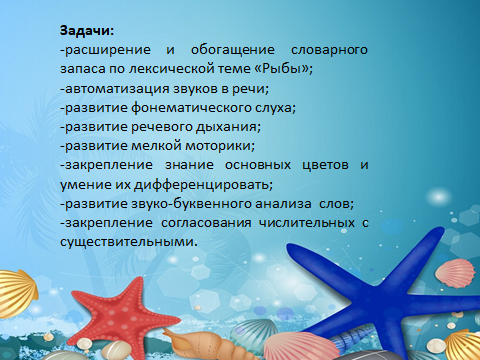 Задачи:
-расширение и обогащение словарного
запаса по лексической теме «Рыбы»;
-автоматизация звуков в речи;
-развитие фонематического слуха;
-развитие речевого дыхания;
-развитие мелкой моторики;
-закрепление знание основных цветов и
умение их дифференцировать;
-развитие звуко-буквенного анализа слов;
-закрепление согласования числительных с
существительными.